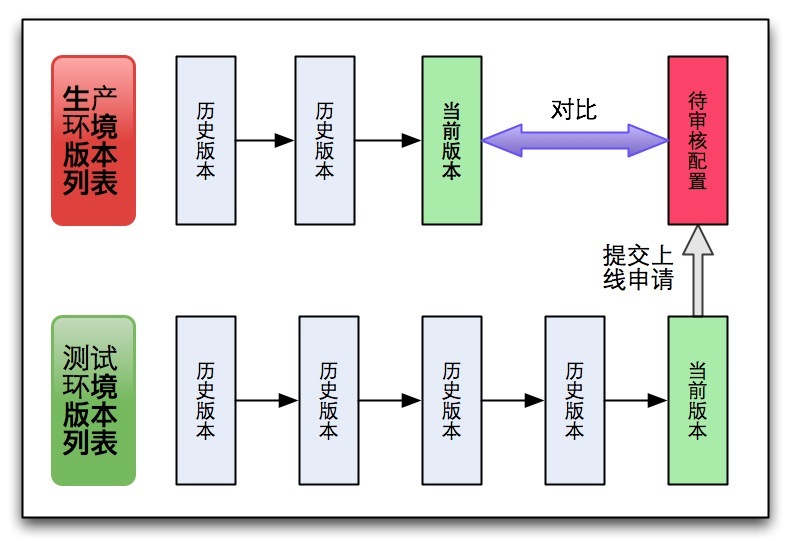 生产
环境
版本
列表
历史版本
历史版本
当前版本
对比
待审核配置
提交上
线申请
测试
环境
版本
列表
历史版本
历史版本
历史版本
历史版本
当前版本